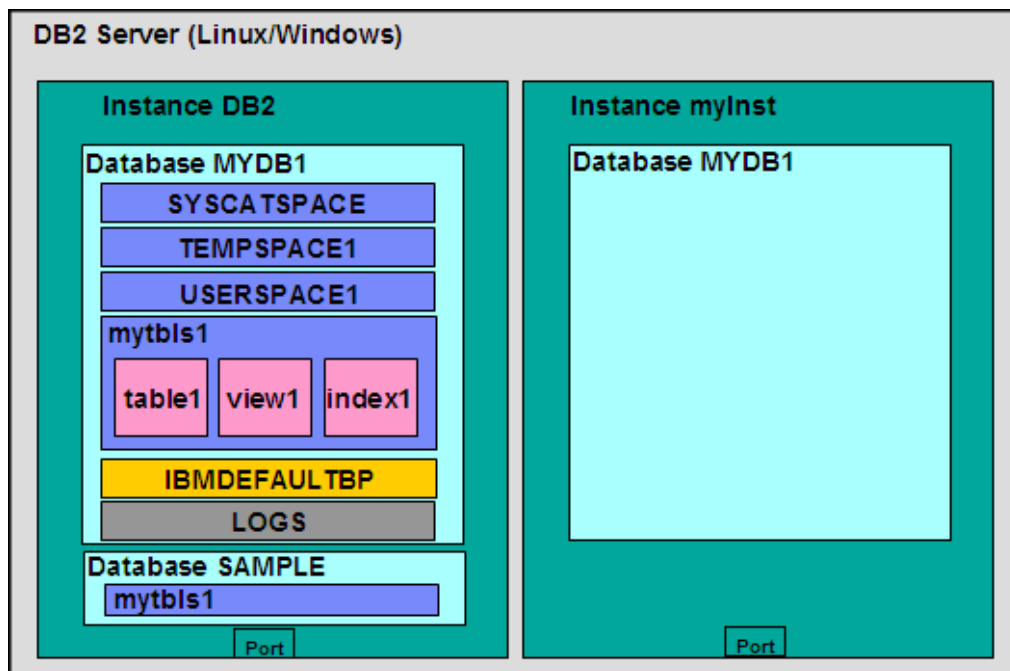 DB2 Server (Linux/Windows)
Instance DB2
Database MYDB1
SYSCATSPACE
TEMPSPACE1
USERSPACE1
mytbls1
table1 view1 index1
IBMDEFAULTBP
LOGS
Database SAMPLE
mytbls1
Port
Instance myInst
Database MYDB1
Port